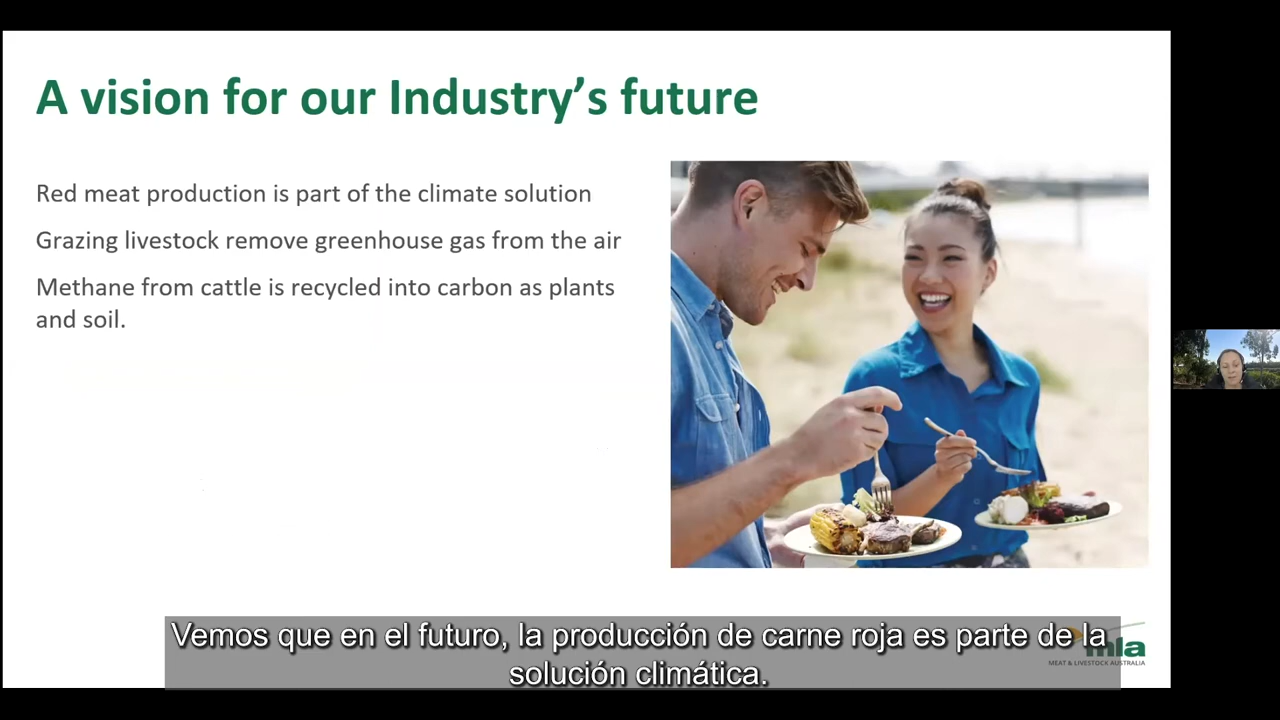 A vision for our Industry's future
Red meat production is part of the climate solution
Grazing livestock remove greenhouse gas from the air
Methane from cattle is recycled into carbon as plants
and soil.
Vemos que en el futuro, la producción de carne roja es parte de la
solución climática.
mla
MEAT & LIVESTOCK AUSTRALIA